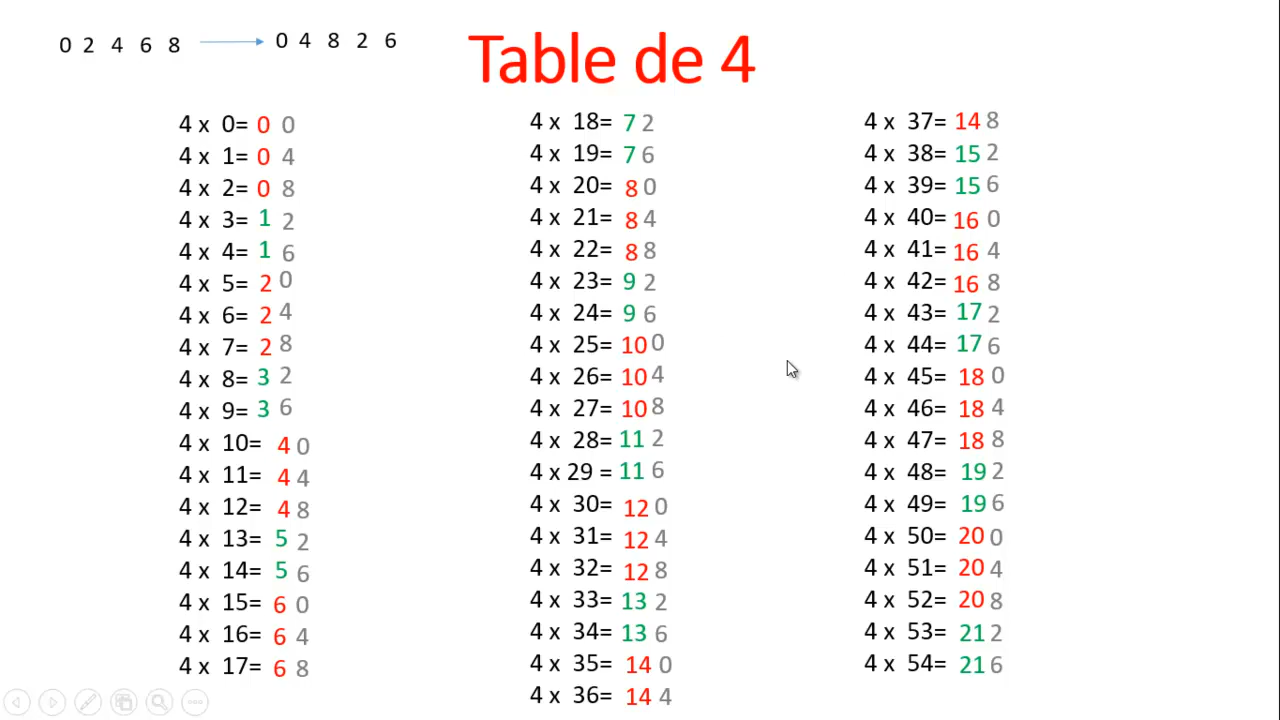 0 2 4 6 8 → 0 4 8 2 6
Table de 4
4 x 0= 0 0
4 x 1= 0 4
4 x 2= 0 8
4 x 3= 1 2
4 x 4= 1 6
4 x 5= 2 0
4 x 6= 2 4
4 x 7= 2 8
4 x 8= 3 2
4 x 9= 3 6
4 x 10= 4 0
4 x 11= 4 4
4 x 12= 4 8
4 x 13= 5 2
4 x 14= 5 6
4 x 15= 6 0
4 x 16= 6 4
4 x 17= 6 8
4 x 18= 7 2
4 x 19= 7 6
4 x 20= 8 0
4 x 21= 8 4
4 x 22= 8 8
4 x 23= 9 2
4 x 24= 9 6
4 x 25= 10 0
4 x 26= 10 4
4 x 27= 10 8
4 x 28= 11 2
4 x 29 = 11 6
4 x 30= 12 0
4 x 31= 12 4
4 x 32= 12 8
4 x 33= 13 2
4 x 34= 13 6
4 x 35= 14 0
4 x 36= 14 4
4 x 37= 14 8
4 x 38= 15 2
4 x 39= 15 6
4 x 40= 16 0
4 x 41= 16 4
4 x 42= 16 8
4 x 43= 17 2
4 x 44= 17 6
4 x 45= 18 0
4 x 46= 18 4
4 x 47= 18 8
4 x 48= 19 2
4 x 49= 19 6
4 x 50= 20 0
4 x 51= 20 4
4 x 52= 20 8
4 x 53= 21 2
4 x 54= 21 6